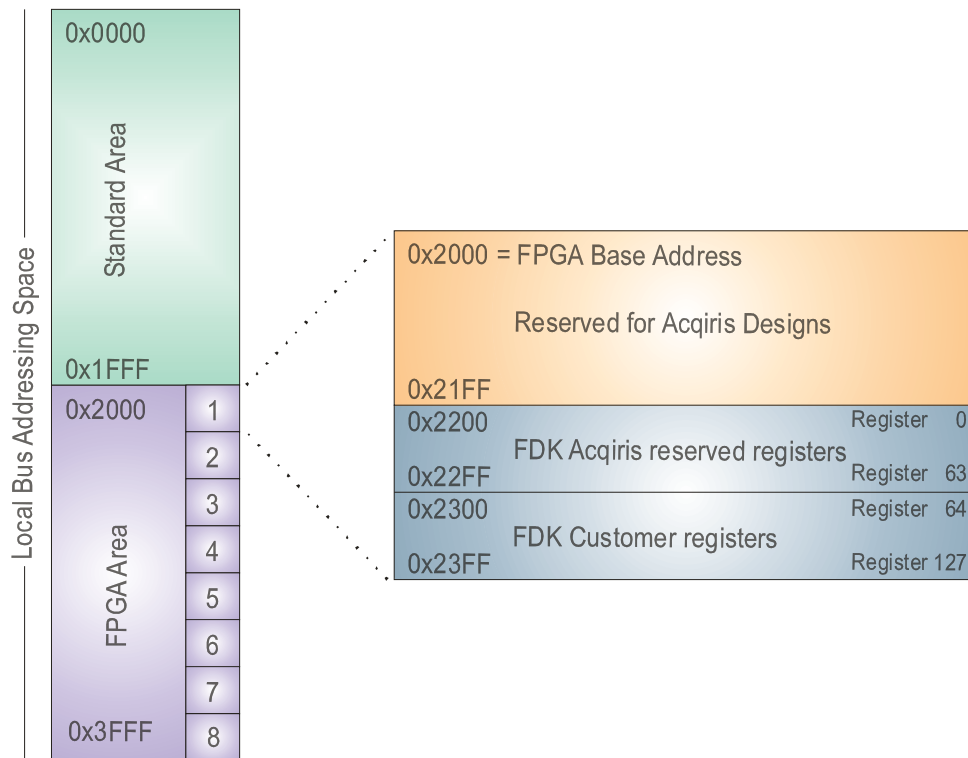 Local Bus Addressing Space
0x0000
Standard Area
0x1FFF
0x2000
FPGA Area
0x3FFF
1
2
3
4
5
6
7
8
0x2000 = FPGA Base Address
Reserved for Acqiris Designs
0x21FF
0x2200
Register 0
FDK Acqiris reserved registers
0x22FF
Register 63
0x2300
Register 64
FDK Customer registers
0x23FF
Register 127